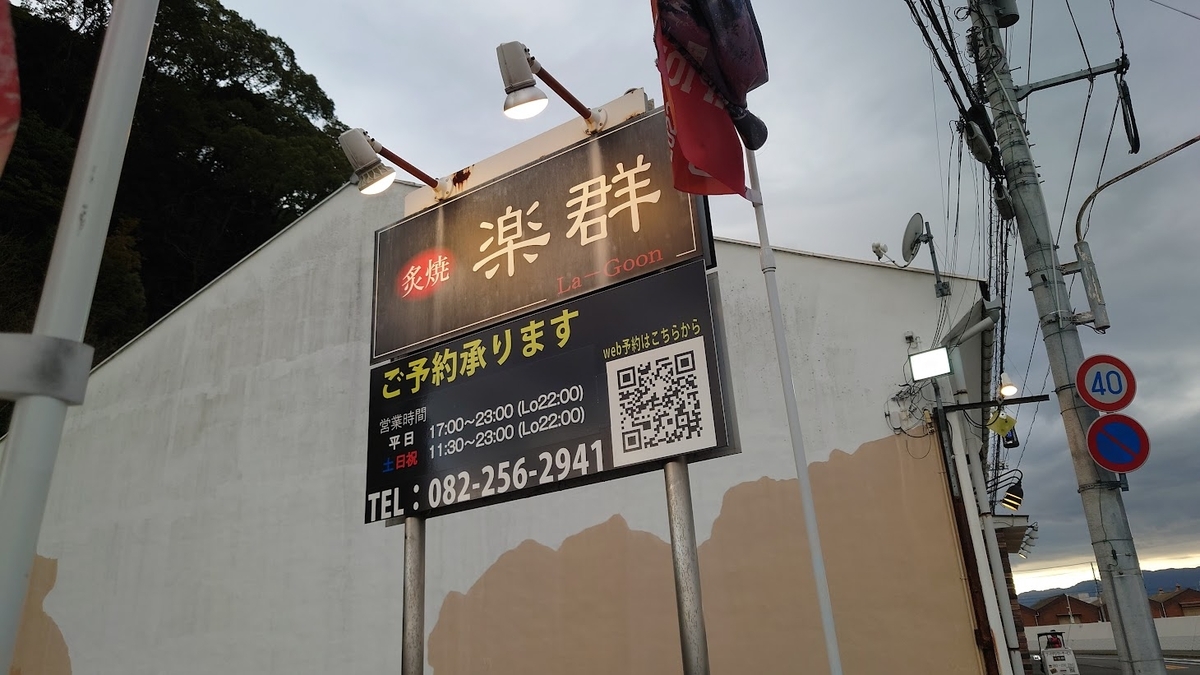 炙焼
楽群
La-Goon
ご予約承ります
web予約はこちらから
営業時間
平日 17:00~23:00 (Lo22:00)
土日祝 11:30~23:00 (Lo22:00)
TEL:082-256-2941
40